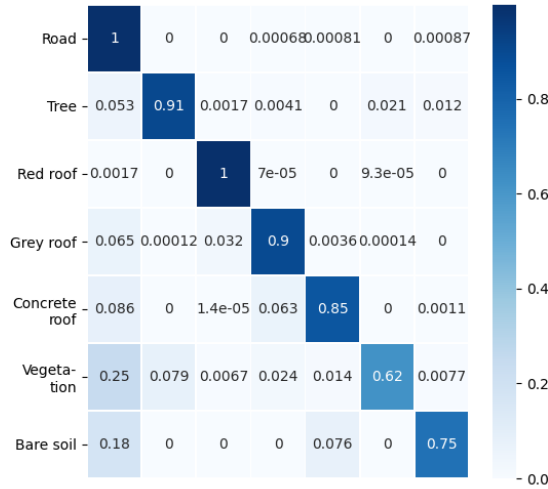 Road 1 0 0 0.00068 0.00081 0 0.00087
Tree 0.053 0.91 0.0017 0.0041 0 0.021 0.012
Red roof 0.0017 0 1 7e-05 0 9.3e-05 0
Grey roof 0.065 0.00012 0.032 0.9 0.0036 0.00014 0
Concrete
roof 0.086 0 1.4e-05 0.063 0.85 0 0.0011
Vegeta-
tion 0.25 0.079 0.0067 0.024 0.014 0.62 0.0077
Bare soil 0.18 0 0 0 0.076 0 0.75
0.8
0.6
0.4
0.2
0.0